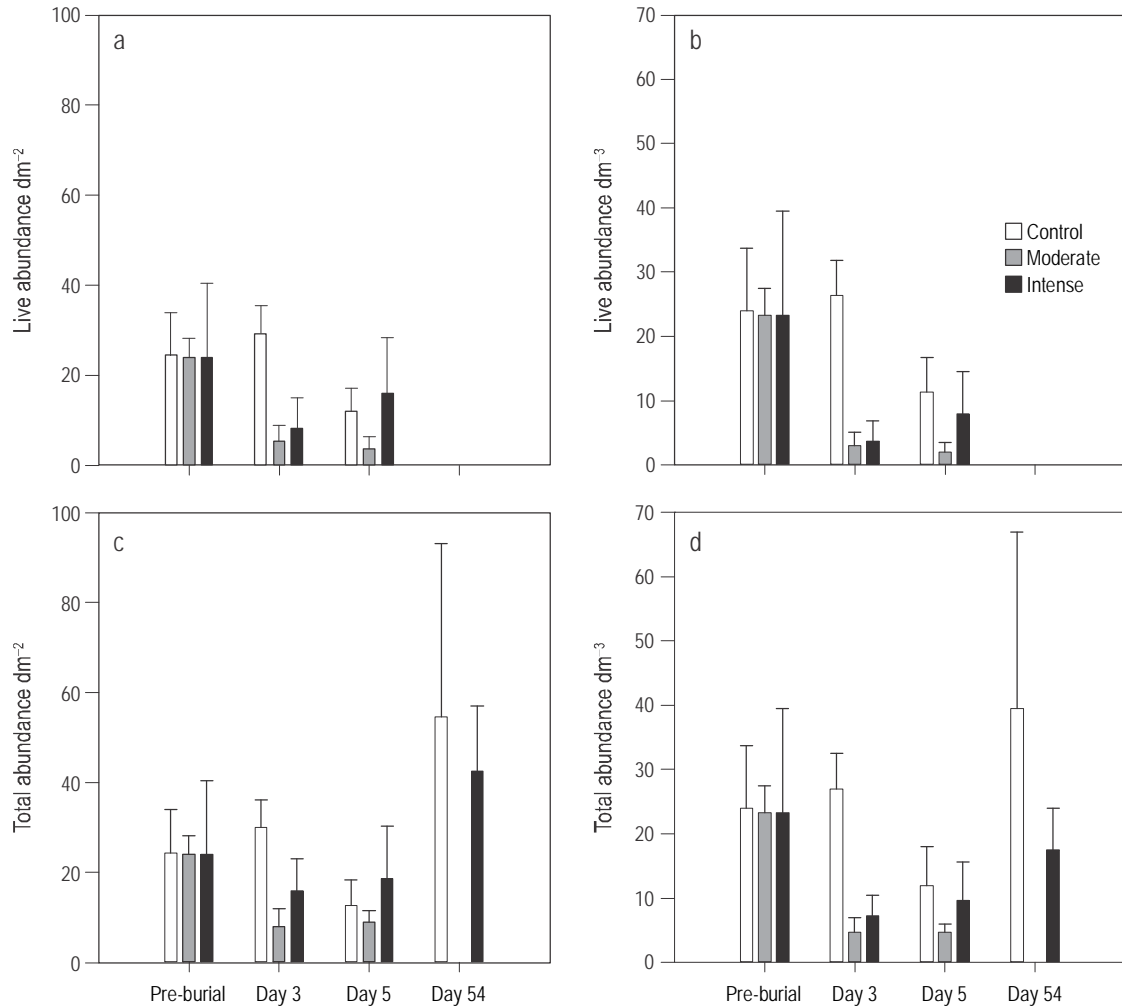 a
Live abundance dm⁻²
100
80
60
40
20
0
b
Live abundance dm⁻³
70
60
50
40
30
20
10
0
Control
Moderate
Intense
c
Total abundance dm⁻²
100
80
60
40
20
0
Pre-burial Day 3 Day 5 Day 54
d
Total abundance dm⁻³
70
60
50
40
30
20
10
0
Pre-burial Day 3 Day 5 Day 54